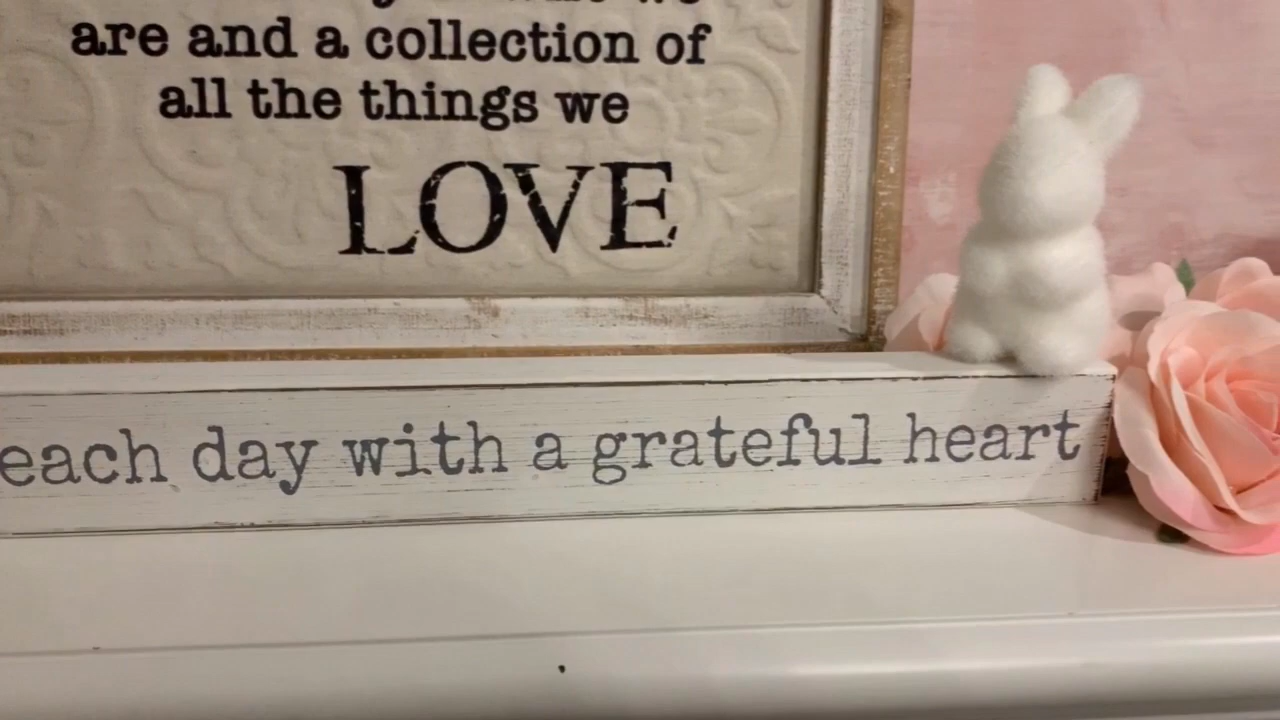 are and a collection of
all the things we
LOVE
each day with a grateful heart